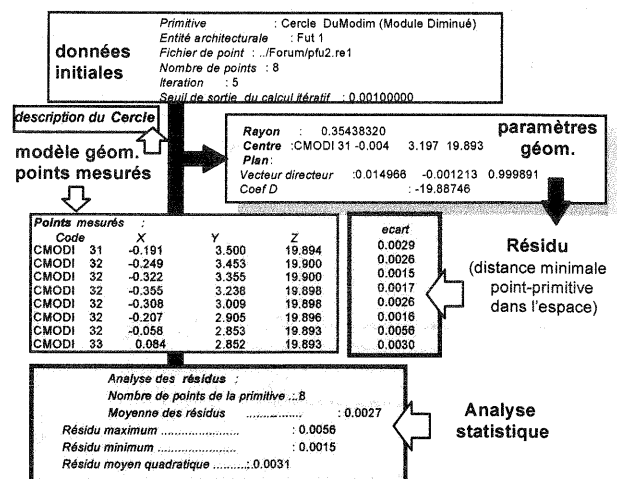 données
initiales
Primitive : Cercle DuModim (Module Diminué)
Entité architecturale : Fut 1
Fichier de point : ../Forum/pfu2.re1
Nombre de points : 8
Iteration : 5
Seuil de sortie du calcul itératif : 0.00100000
description du Cercle
modèle géom.
points mesurés
paramètres
géom.
Rayon : 0.35438320
Centre :CMODI 31 -0.004 3.197 19.893
Plan:
Vecteur directeur :0.014966 -0.001213 0.999891
Coef D : -19.88746
Points mesurés :
Code X Y Z
CMODI 31 -0.191 3.500 19.894
CMODI 32 -0.249 3.453 19.900
CMODI 32 -0.322 3.355 19.900
CMODI 32 -0.355 3.238 19.898
CMODI 32 -0.308 3.009 19.898
CMODI 32 -0.207 2.905 19.896
CMODI 32 -0.058 2.853 19.893
CMODI 33 0.084 2.852 19.893
ecart
0.0029
0.0026
0.0015
0.0017
0.0026
0.0016
0.0056
0.0030
Résidu
(distance minimale
point-primitive
dans l'espace)
Analyse des résidus :
Nombre de points de la primitive ..:8
Moyenne des résidus ................ : 0.0027
Résidu maximum ....................... : 0.0056
Résidu minimum ....................... : 0.0015
Résidu moyen quadratique ..........: 0.0031
Analyse
statistique